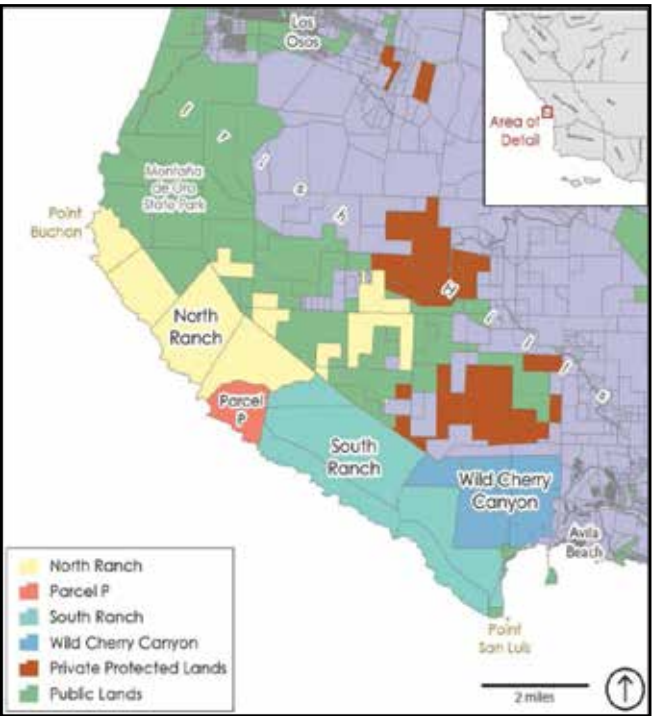 Los
Osos
Area of
Detail
Montaña
de Oro
State Park
Point
Buchon
I r i s h
H i l l s
North
Ranch
Parcel
P
South
Ranch
Wild Cherry
Canyon
Avila
Beach
Point
San Luis
North Ranch
Parcel P
South Ranch
Wild Cherry Canyon
Private Protected Lands
Public Lands
2 miles